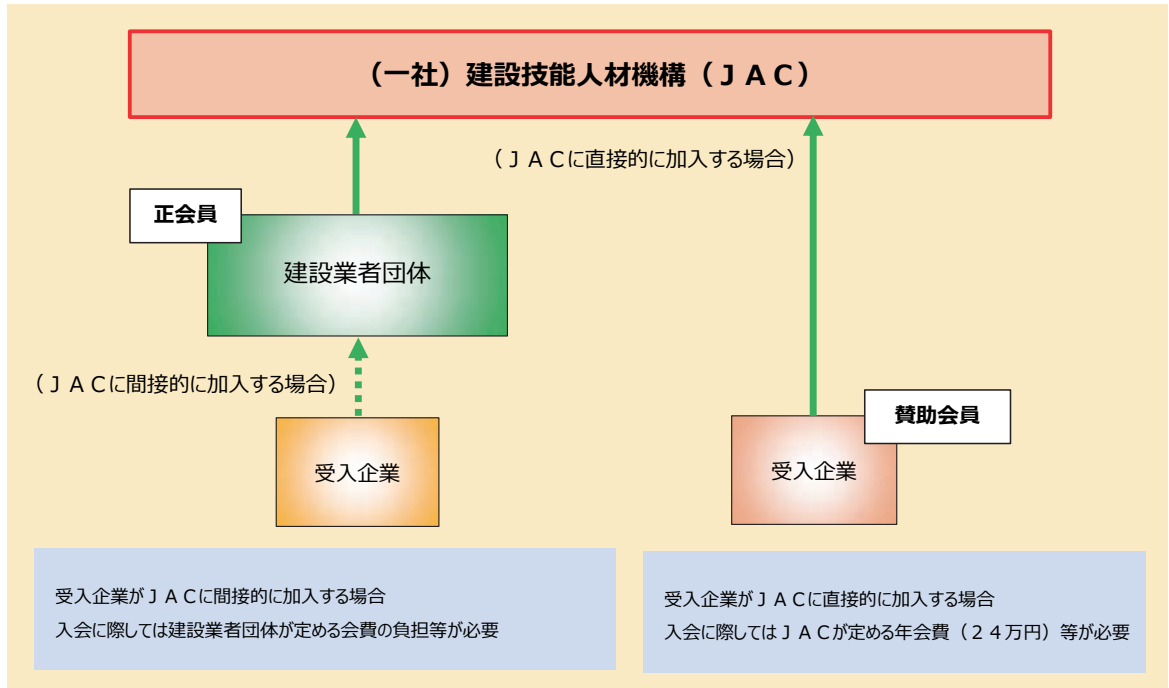 （一社）建設技能人材機構（ＪＡＣ）
（ＪＡＣに直接的に加入する場合）
正会員
建設業者団体
（ＪＡＣに間接的に加入する場合）
賛助会員
受入企業
受入企業
受入企業がＪＡＣに間接的に加入する場合
入会に際しては建設業者団体が定める会費の負担等が必要
受入企業がＪＡＣに直接的に加入する場合
入会に際してはＪＡＣが定める年会費（２４万円）等が必要